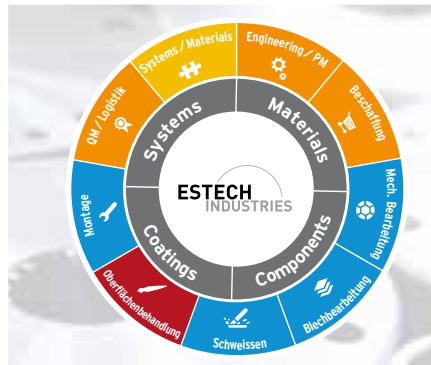 Systems / Materials
Engineering / PM
Beschaffung
Mech. Bearbeitung
Blechbearbeitung
Schweissen
Oberflächenbehandlung
Montage
QM / Logistik
Systems
Materials
Components
Coatings
ESTECH
INDUSTRIES